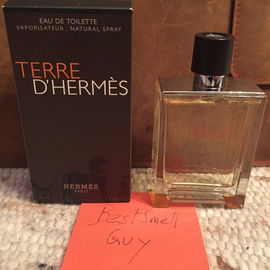 EAU DE TOILETTE
VAPORISATEUR . NATURAL SPRAY
TERRE
D'HERMÈS
HERMÈS
PARIS
BestSmell
GUY